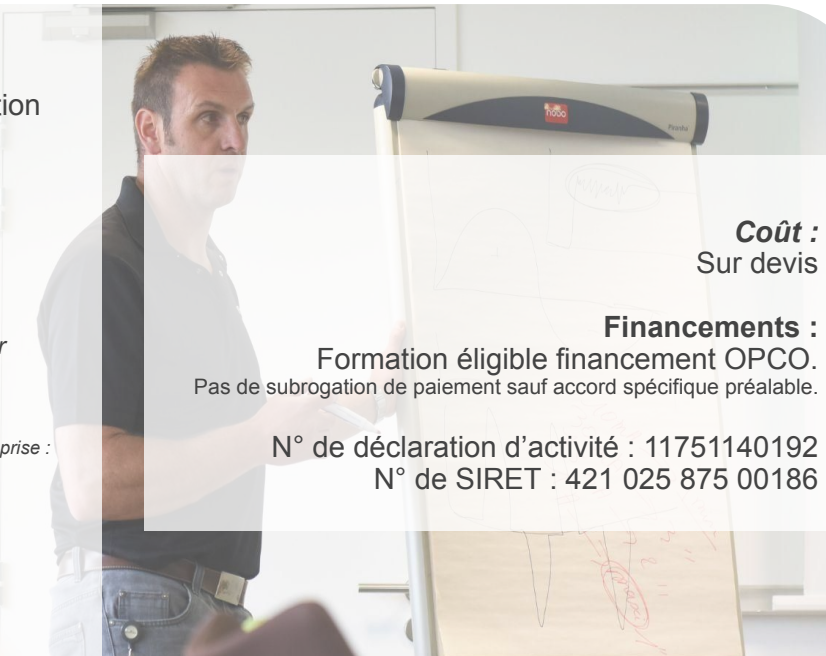 tion
r
prise :
Coût :
Sur devis
Financements :
Formation éligible financement OPCO.
Pas de subrogation de paiement sauf accord spécifique préalable.
N° de déclaration d’activité : 11751140192
N° de SIRET : 421 025 875 00186
nobo